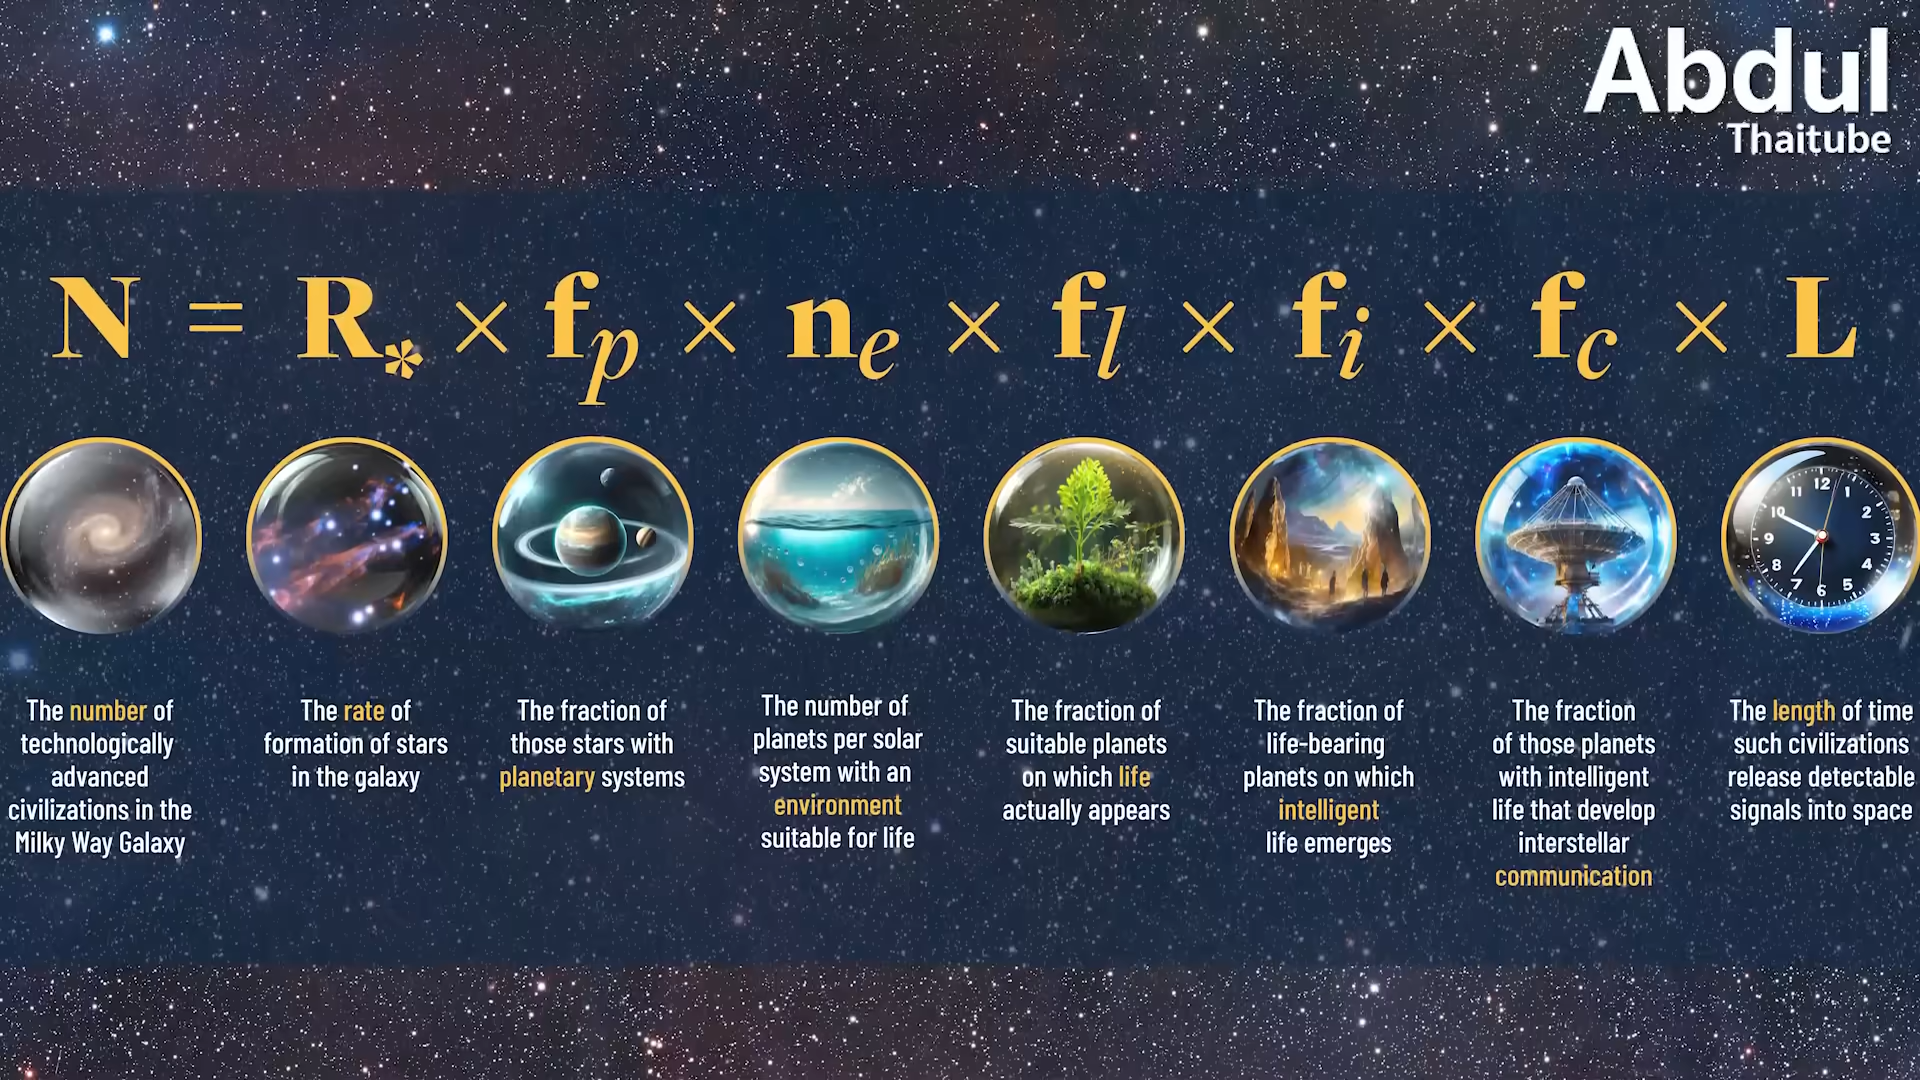 Abdul
Thaitube
N = R* × fp × ne × fl × fi × fc × L
12
1
2
3
4
5
6
7
8
9
10
11
The number of
technologically
advanced
civilizations in the
Milky Way Galaxy
The rate of
formation of stars
in the galaxy
The fraction of
those stars with
planetary systems
The number of
planets per solar
system with an
environment
suitable for life
The fraction of
suitable planets
on which life
actually appears
The fraction of
life-bearing
planets on which
intelligent
life emerges
The fraction
of those planets
with intelligent
life that develop
interstellar
communication
The length of time
such civilizations
release detectable
signals into space